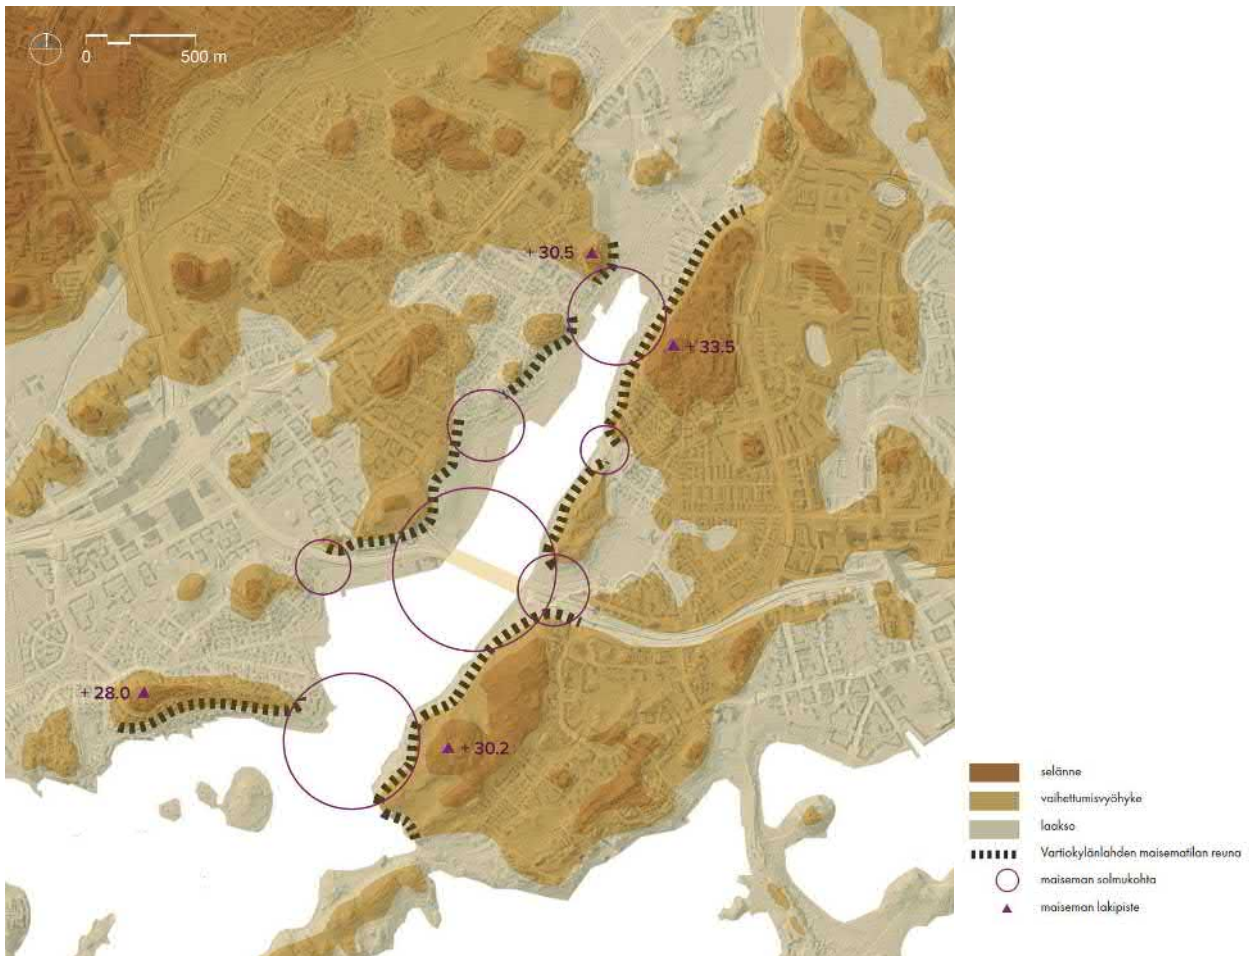 0 500 m
+ 30.5
+ 33.5
+ 28.0
+ 30.2
selänne
vaihettumisvyöhyke
laakso
Vartiokylänlahden maisematilan reuna
maiseman solmukohta
maiseman lakipiste